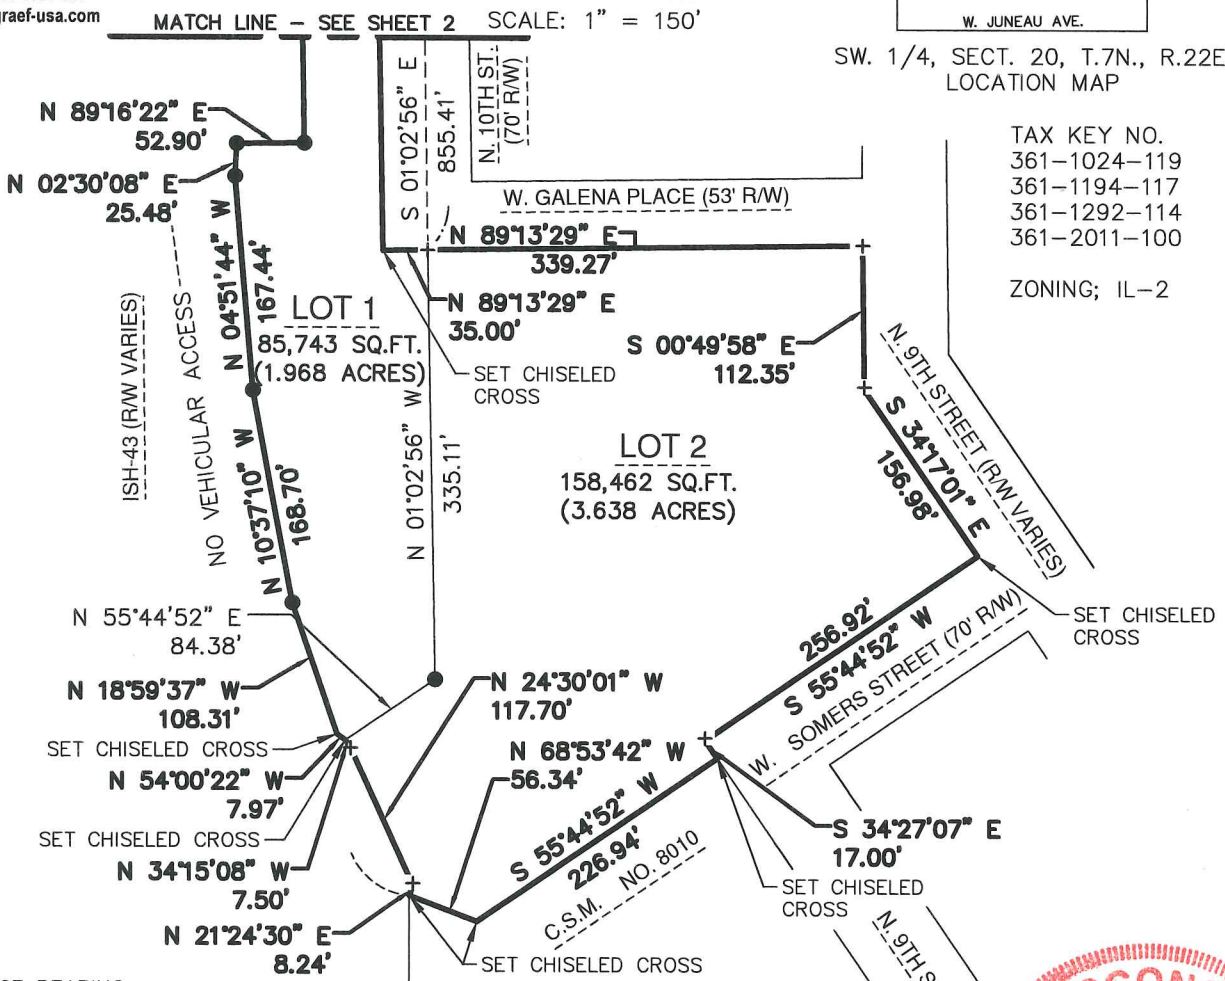 graef-usa.com
MATCH LINE – SEE SHEET 2
SCALE: 1" = 150'
W. JUNEAU AVE.
SW. 1/4, SECT. 20, T.7N., R.22E
LOCATION MAP
TAX KEY NO.
361-1024-119
361-1194-117
361-1292-114
361-2011-100
ZONING; IL-2
N 89°16'22" E
52.90'
N 02°30'08" E
25.48'
S 01°02'56" E
855.41'
N. 10TH ST.
(70' R/W)
W. GALENA PLACE (53' R/W)
N 89°13'29" E
339.27'
N 89°13'29" E
35.00'
N 04°51'44" W
167.44'
ISH-43 (R/W VARIES)
NO VEHICULAR ACCESS
LOT 1
85,743 SQ.FT.
(1.968 ACRES)
SET CHISELED
CROSS
S 00°49'58" E
112.35'
N. 9TH STREET (R/W VARIES)
S 34°17'01" E
156.98'
LOT 2
158,462 SQ.FT.
(3.638 ACRES)
N 01°02'56" W
335.11'
N 10°37'10" W
168.70'
N 55°44'52" E
84.38'
N 18°59'37" W
108.31'
SET CHISELED CROSS
N 54°00'22" W
7.97'
SET CHISELED CROSS
N 34°15'08" W
7.50'
N 21°24'30" E
8.24'
N 24°30'01" W
117.70'
N 68°53'42" W
56.34'
256.92'
S 55°44'52" W
W. SOMERS STREET (70' R/W)
SET CHISELED
CROSS
S 55°44'52" W
226.94'
C.S.M. NO. 8010
S 34°27'07" E
17.00'
SET CHISELED
CROSS
SET CHISELED CROSS
N. 9TH S